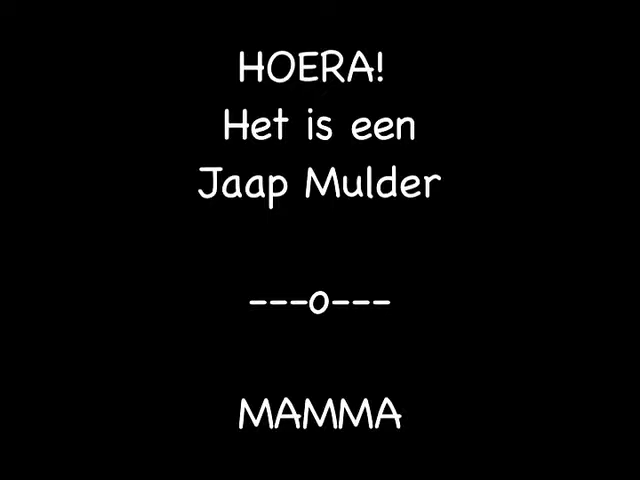 HOERA!
Het is een
Jaap Mulder
---o---
MAMMA